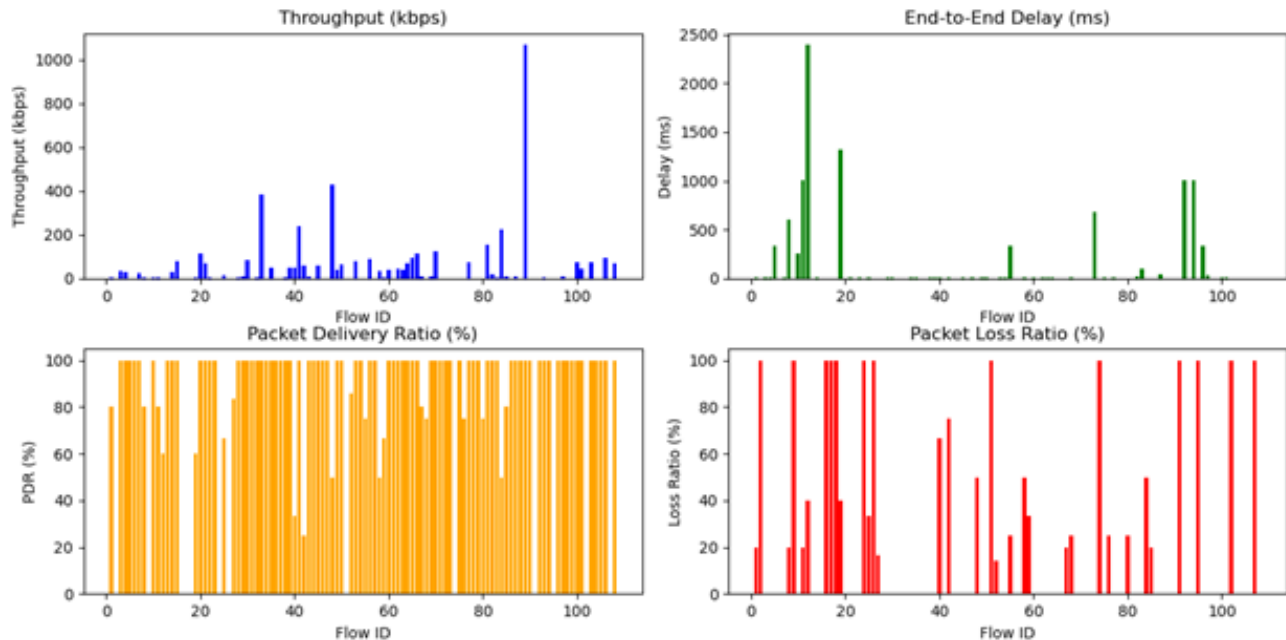 Throughput (kbps)
Throughput (kbps)
1000
800
600
400
200
0
0 20 40 60 80 100
Flow ID
End-to-End Delay (ms)
Delay (ms)
2500
2000
1500
1000
500
0
0 20 40 60 80 100
Flow ID
Packet Delivery Ratio (%)
PDR (%)
100
80
60
40
20
0
0 20 40 60 80 100
Flow ID
Packet Loss Ratio (%)
Loss Ratio (%)
100
80
60
40
20
0
0 20 40 60 80 100
Flow ID